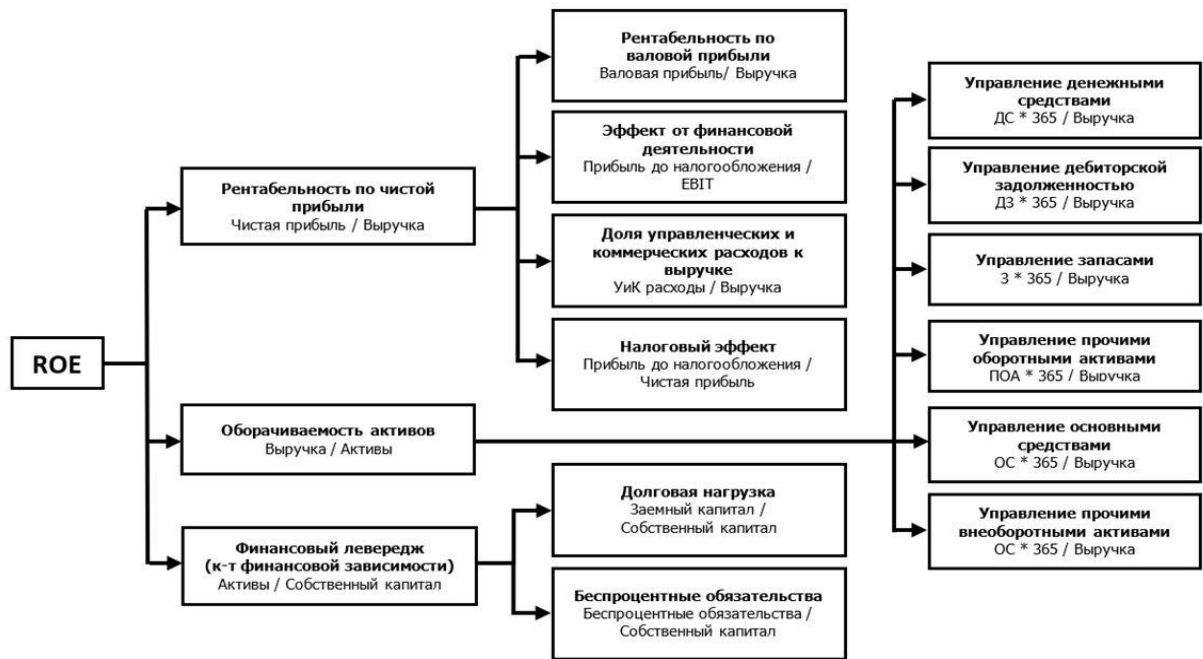 ROE
Рентабельность по чистой
прибыли
Чистая прибыль / Выручка
Оборачиваемость активов
Выручка / Активы
Финансовый левередж
(к-т финансовой зависимости)
Активы / Собственный капитал
Рентабельность по
валовой прибыли
Валовая прибыль/ Выручка
Эффект от финансовой
деятельности
Прибыль до налогообложения /
EBIT
Доля управленческих и
коммерческих расходов к
выручке
УиК расходы / Выручка
Налоговый эффект
Прибыль до налогообложения /
Чистая прибыль
Долговая нагрузка
Заемный капитал /
Собственный капитал
Беспроцентные обязательства
Беспроцентные обязательства /
Собственный капитал
Управление денежными
средствами
ДС * 365 / Выручка
Управление дебиторской
задолженностью
ДЗ * 365 / Выручка
Управление запасами
З * 365 / Выручка
Управление прочими
оборотными активами
ПОА * 365 / Выручка
Управление основными
средствами
ОС * 365 / Выручка
Управление прочими
внеоборотными активами
ОС * 365 / Выручка